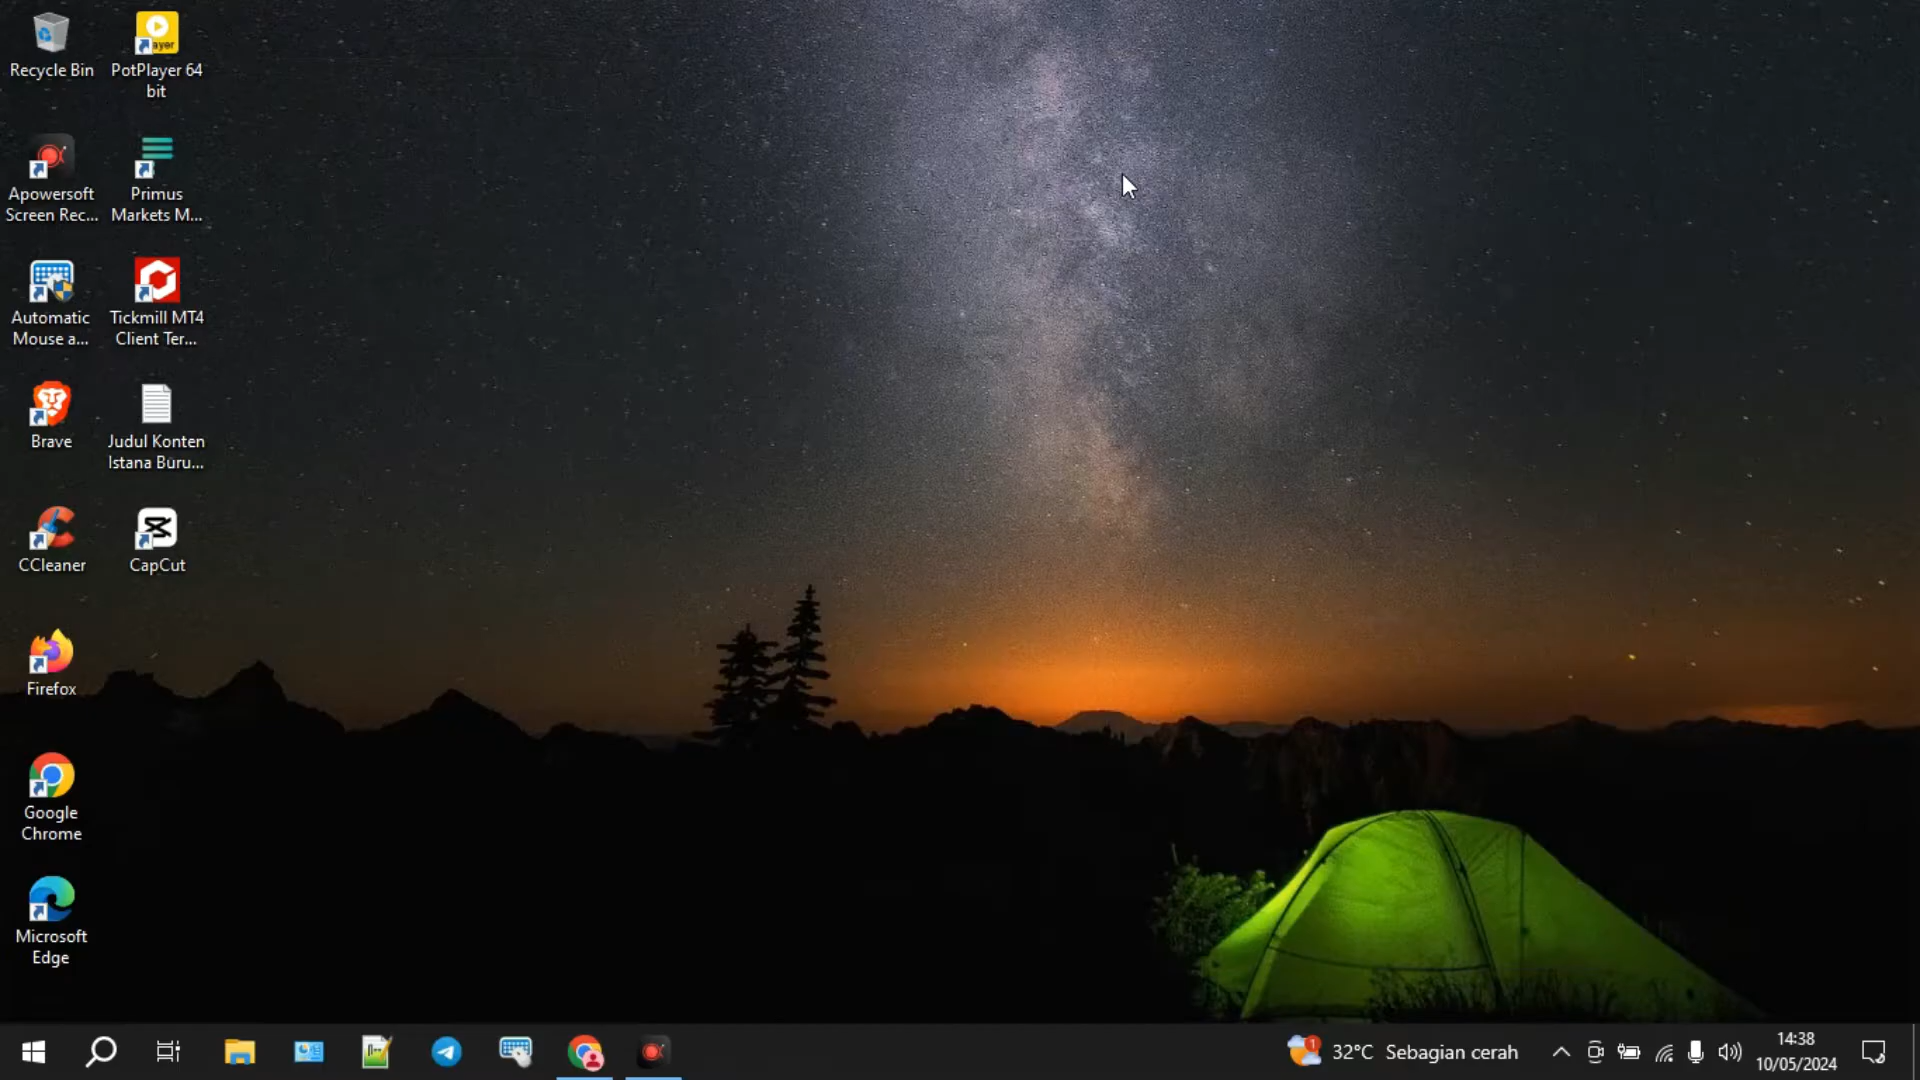 Recycle Bin
PotPlayer 64
bit
Apowersoft
Screen Rec...
Primus
Markets M...
Automatic
Mouse a...
Tickmill MT4
Client Ter...
Brave
Judul Konten
Istana Buru...
CCleaner
CapCut
Firefox
Google
Chrome
Microsoft
Edge
1
32°C Sebagian cerah
14:38
10/05/2024